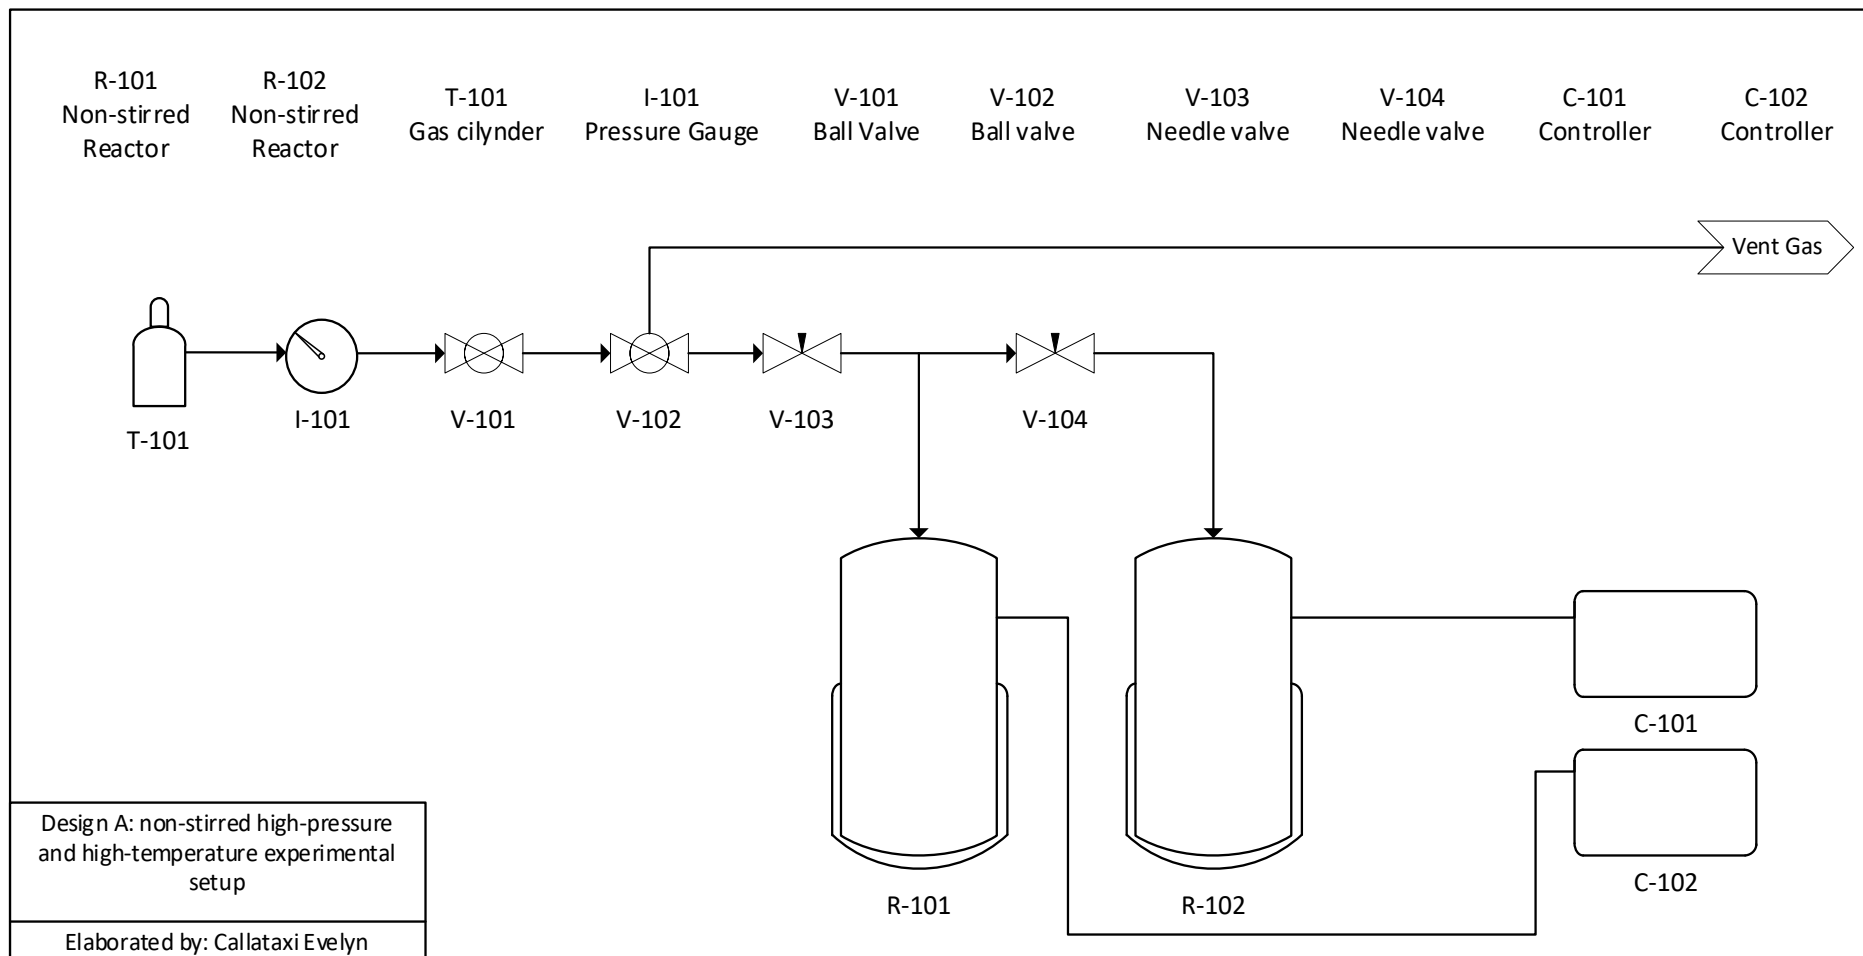 R-101
Non-stirred
Reactor
R-102
Non-stirred
Reactor
T-101
Gas cilynder
I-101
Pressure Gauge
V-101
Ball Valve
V-102
Ball valve
V-103
Needle valve
V-104
Needle valve
C-101
Controller
C-102
Controller
Vent Gas
T-101
I-101
V-101
V-102
V-103
V-104
R-101
R-102
C-101
C-102
Design A: non-stirred high-pressure
and high-temperature experimental
setup
Elaborated by: Callataxi Evelyn